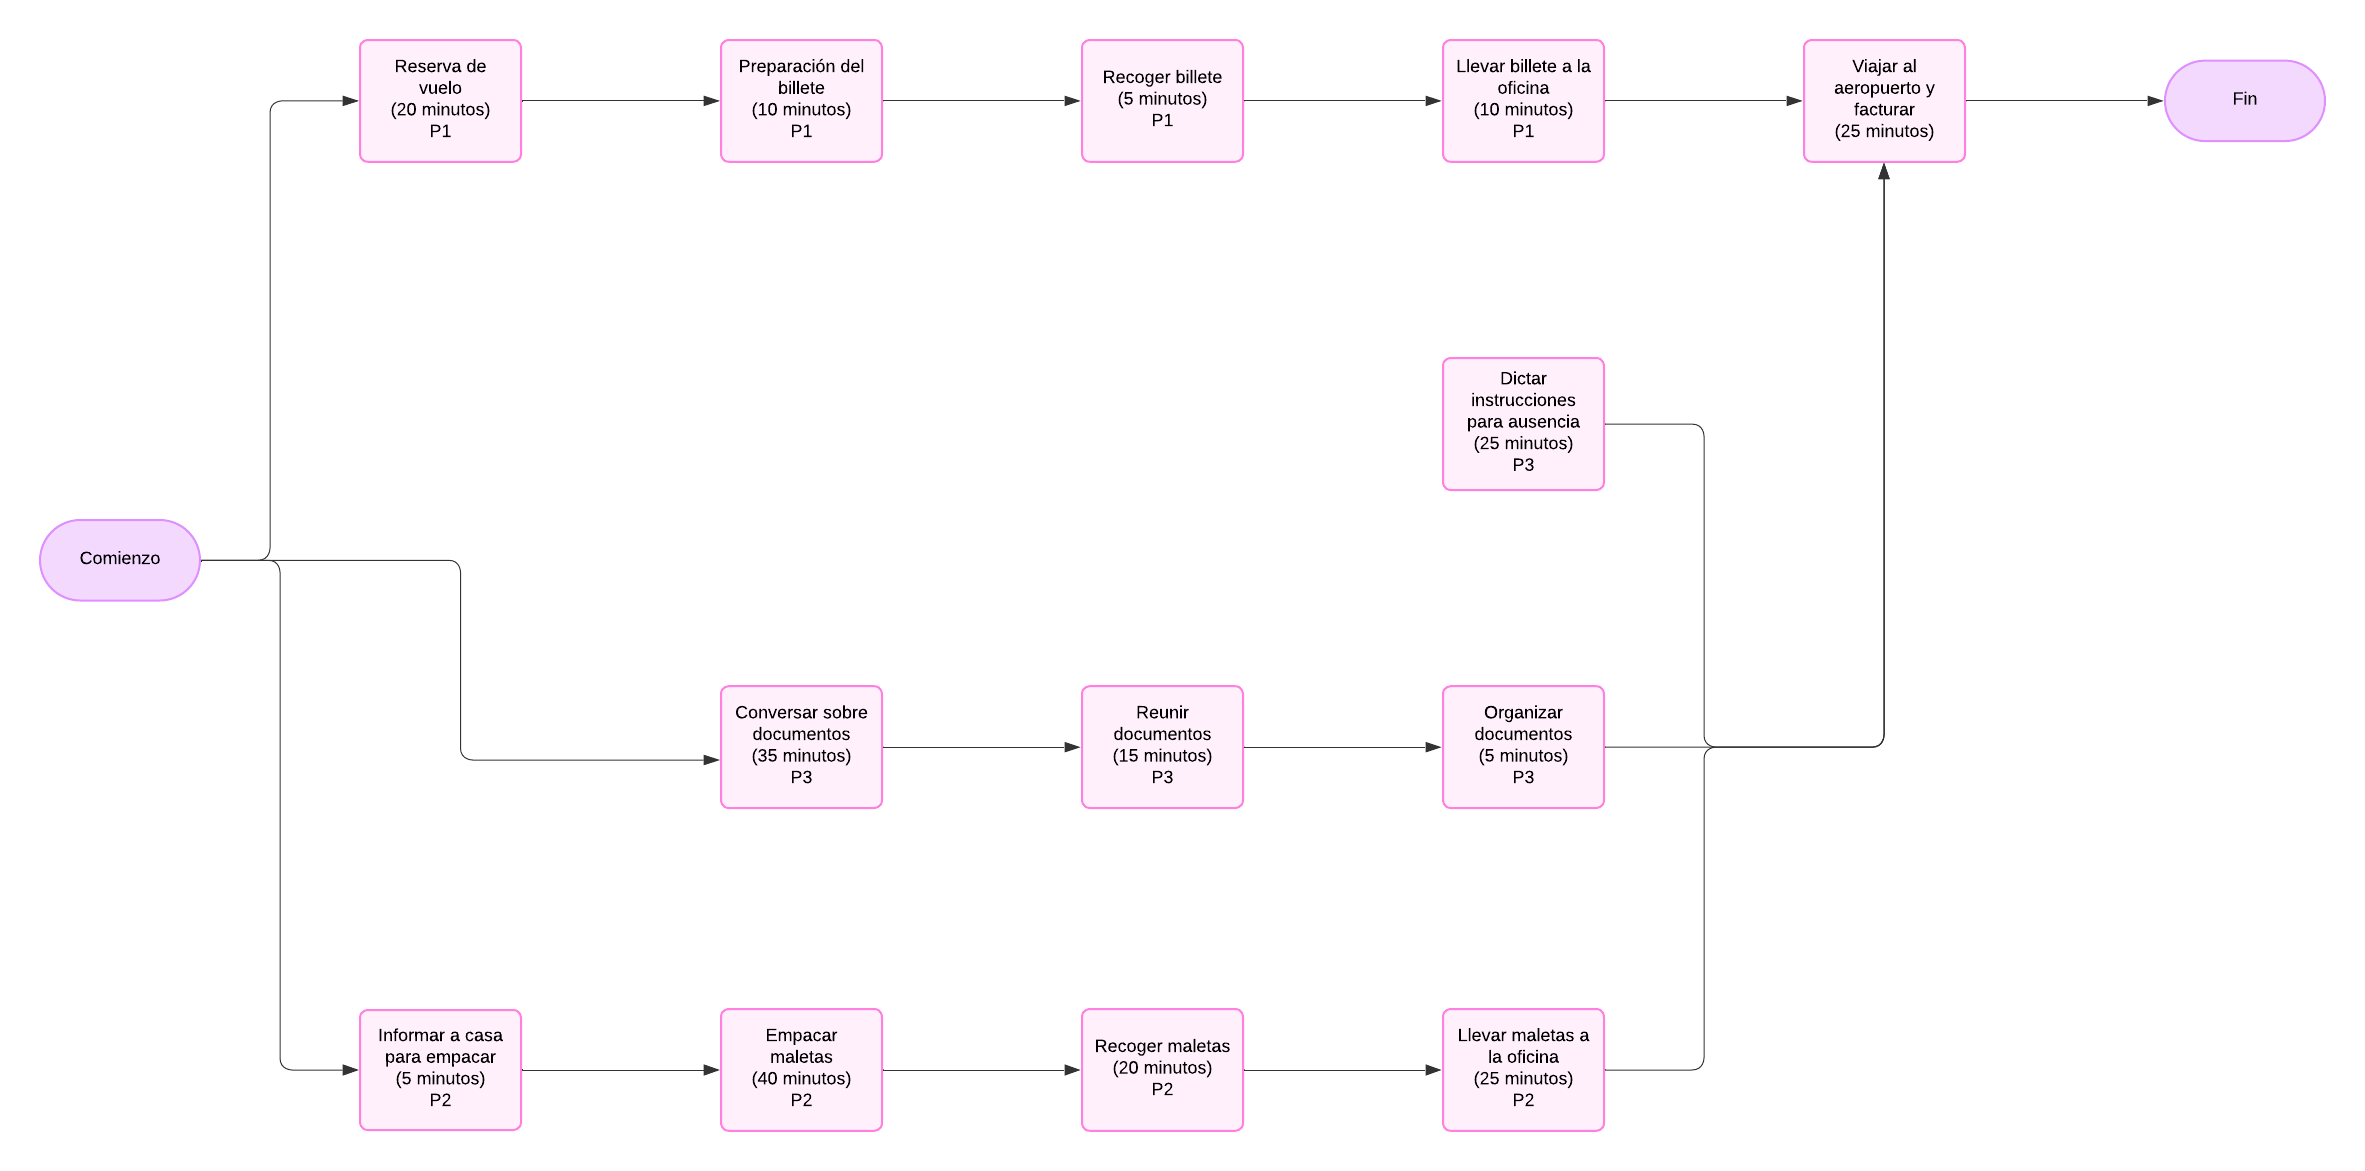 Reserva de
vuelo
(20 minutos)
P1
Preparación del
billete
(10 minutos)
P1
Recoger billete
(5 minutos)
P1
Llevar billete a la
oficina
(10 minutos)
P1
Viajar al
aeropuerto y
facturar
(25 minutos)
Fin
Dictar
instrucciones
para ausencia
(25 minutos)
P3
Comienzo
Conversar sobre
documentos
(35 minutos)
P3
Reunir
documentos
(15 minutos)
P3
Organizar
documentos
(5 minutos)
P3
Informar a casa
para empacar
(5 minutos)
P2
Empacar
maletas
(40 minutos)
P2
Recoger maletas
(20 minutos)
P2
Llevar maletas a
la oficina
(25 minutos)
P2